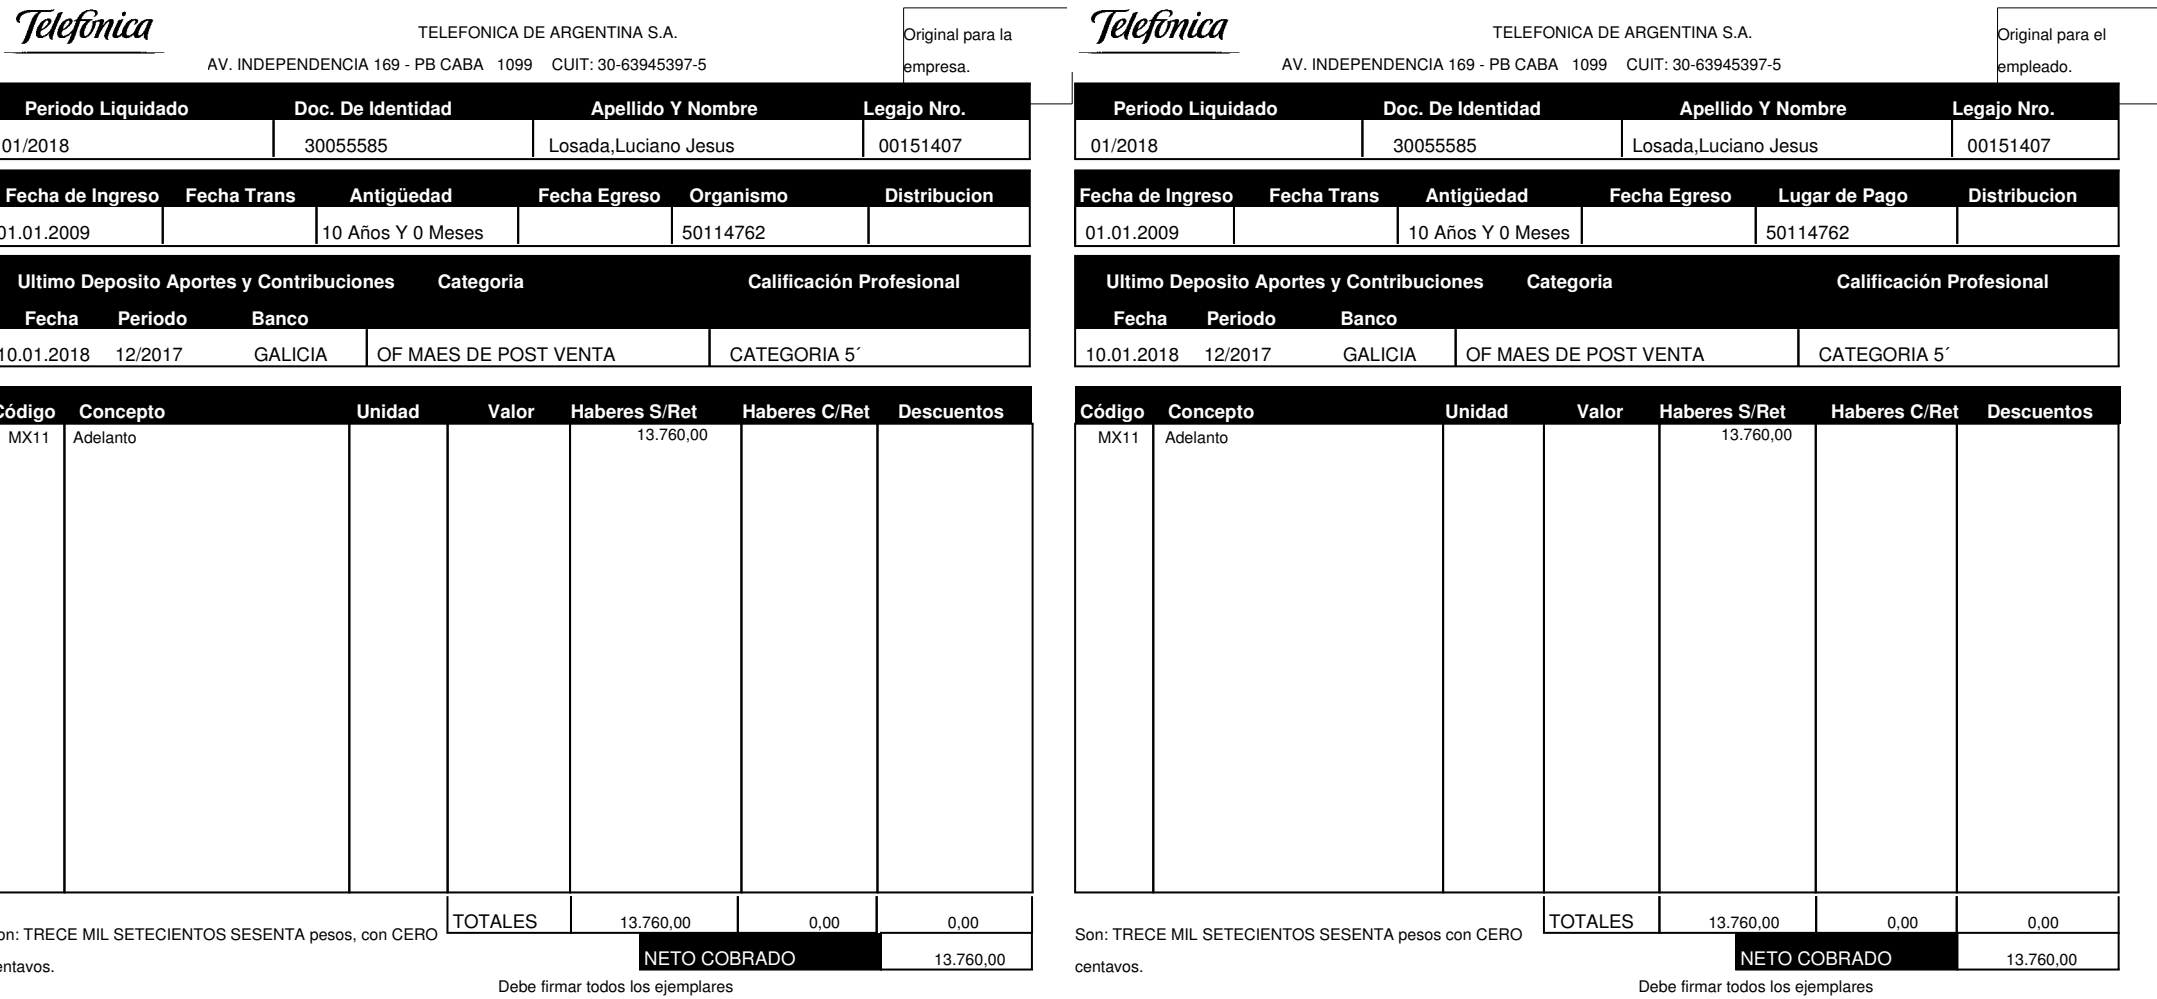 Telefonica
TELEFONICA DE ARGENTINA S.A.
Original para la
AV. INDEPENDENCIA 169 - PB CABA 1099 CUIT: 30-63945397-5
empresa.
Periodo Liquidado Doc. De Identidad Apellido Y Nombre Legajo Nro.
01/2018 30055585 Losada,Luciano Jesus 00151407
Fecha de Ingreso Fecha Trans Antigüedad Fecha Egreso Organismo Distribucion
01.01.2009 10 Años Y 0 Meses 50114762
Ultimo Deposito Aportes y Contribuciones Categoria Calificación Profesional
Fecha Periodo Banco
10.01.2018 12/2017 GALICIA OF MAES DE POST VENTA CATEGORIA 5´
Código Concepto Unidad Valor Haberes S/Ret Haberes C/Ret Descuentos
MX11 Adelanto 13.760,00
TOTALES 13.760,00 0,00 0,00
on: TRECE MIL SETECIENTOS SESENTA pesos, con CERO
NETO COBRADO 13.760,00
entavos.
Debe firmar todos los ejemplares
Telefonica
TELEFONICA DE ARGENTINA S.A.
Original para el
AV. INDEPENDENCIA 169 - PB CABA 1099 CUIT: 30-63945397-5
empleado.
Periodo Liquidado Doc. De Identidad Apellido Y Nombre Legajo Nro.
01/2018 30055585 Losada,Luciano Jesus 00151407
Fecha de Ingreso Fecha Trans Antigüedad Fecha Egreso Lugar de Pago Distribucion
01.01.2009 10 Años Y 0 Meses 50114762
Ultimo Deposito Aportes y Contribuciones Categoria Calificación Profesional
Fecha Periodo Banco
10.01.2018 12/2017 GALICIA OF MAES DE POST VENTA CATEGORIA 5´
Código Concepto Unidad Valor Haberes S/Ret Haberes C/Ret Descuentos
MX11 Adelanto 13.760,00
TOTALES 13.760,00 0,00 0,00
Son: TRECE MIL SETECIENTOS SESENTA pesos con CERO
NETO COBRADO 13.760,00
centavos.
Debe firmar todos los ejemplares